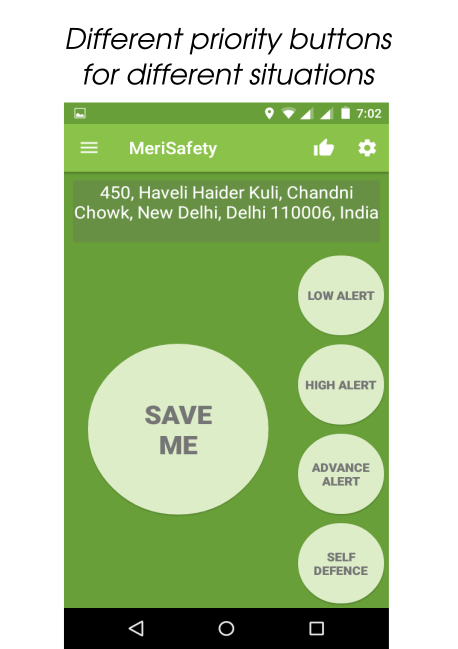 Different priority buttons
for different situations
7:02
MeriSafety
450, Haveli Haider Kuli, Chandni
Chowk, New Delhi, Delhi 110006, India
LOW ALERT
HIGH ALERT
SAVE
ME
ADVANCE
ALERT
SELF
DEFENCE